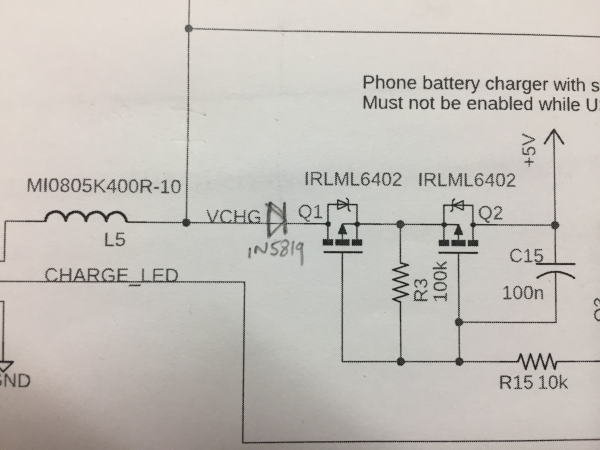 Phone battery charger with s
Must not be enabled while U
+5V
MI0805K400R-10
IRLML6402
IRLML6402
VCHG
Q1
Q2
L5
1N5819
C15
100n
R3
100k
CHARGE_LED
GND
R15 10k